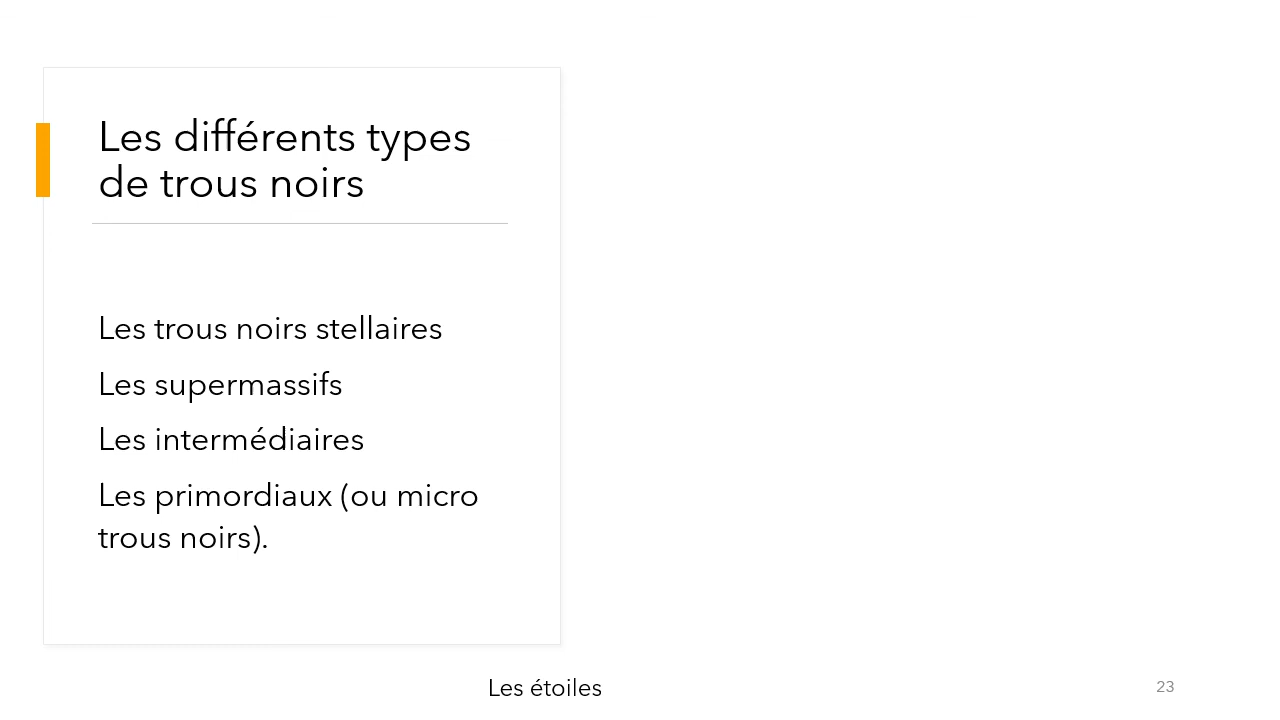 Les différents types
de trous noirs
Les trous noirs stellaires
Les supermassifs
Les intermédiaires
Les primordiaux (ou micro
trous noirs).
Les étoiles
23